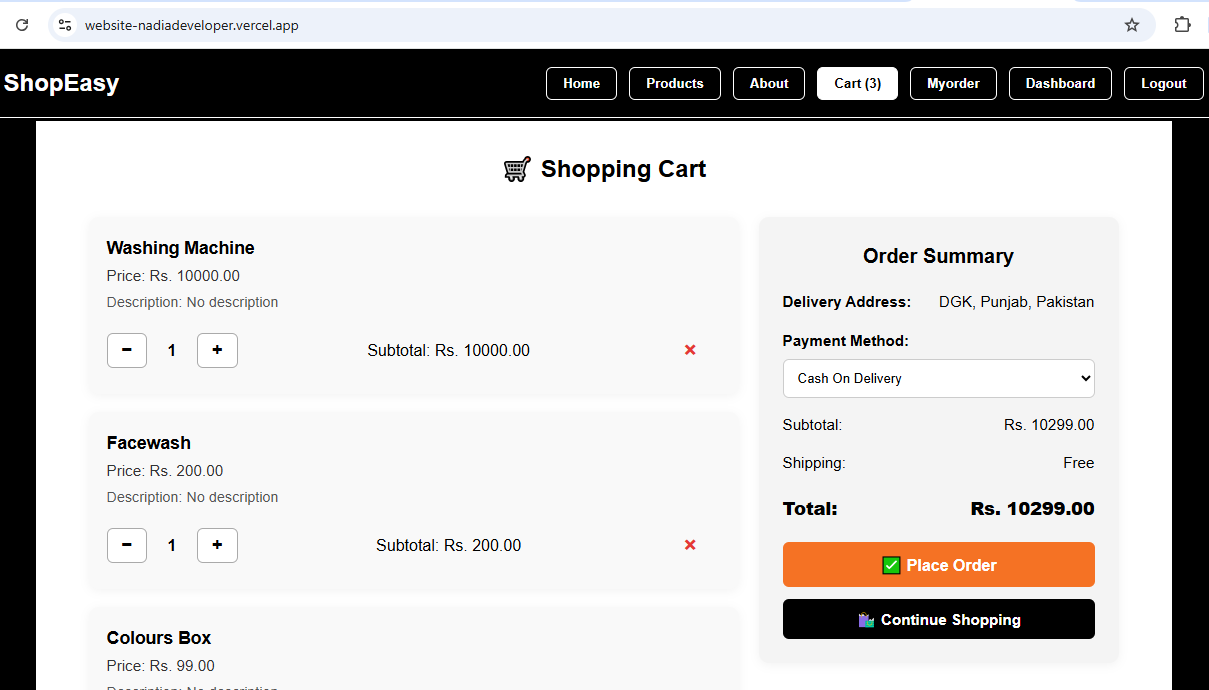 website-nadiadeveloper.vercel.app
ShopEasy
Home
Products
About
Cart (3)
Myorder
Dashboard
Logout
Shopping Cart
Washing Machine
Price: Rs. 10000.00
Description: No description
− 1 + Subtotal: Rs. 10000.00
Facewash
Price: Rs. 200.00
Description: No description
− 1 + Subtotal: Rs. 200.00
Colours Box
Price: Rs. 99.00
Description: No description
Order Summary
Delivery Address: DGK, Punjab, Pakistan
Payment Method:
Cash On Delivery
Subtotal: Rs. 10299.00
Shipping: Free
Total: Rs. 10299.00
Place Order
Continue Shopping